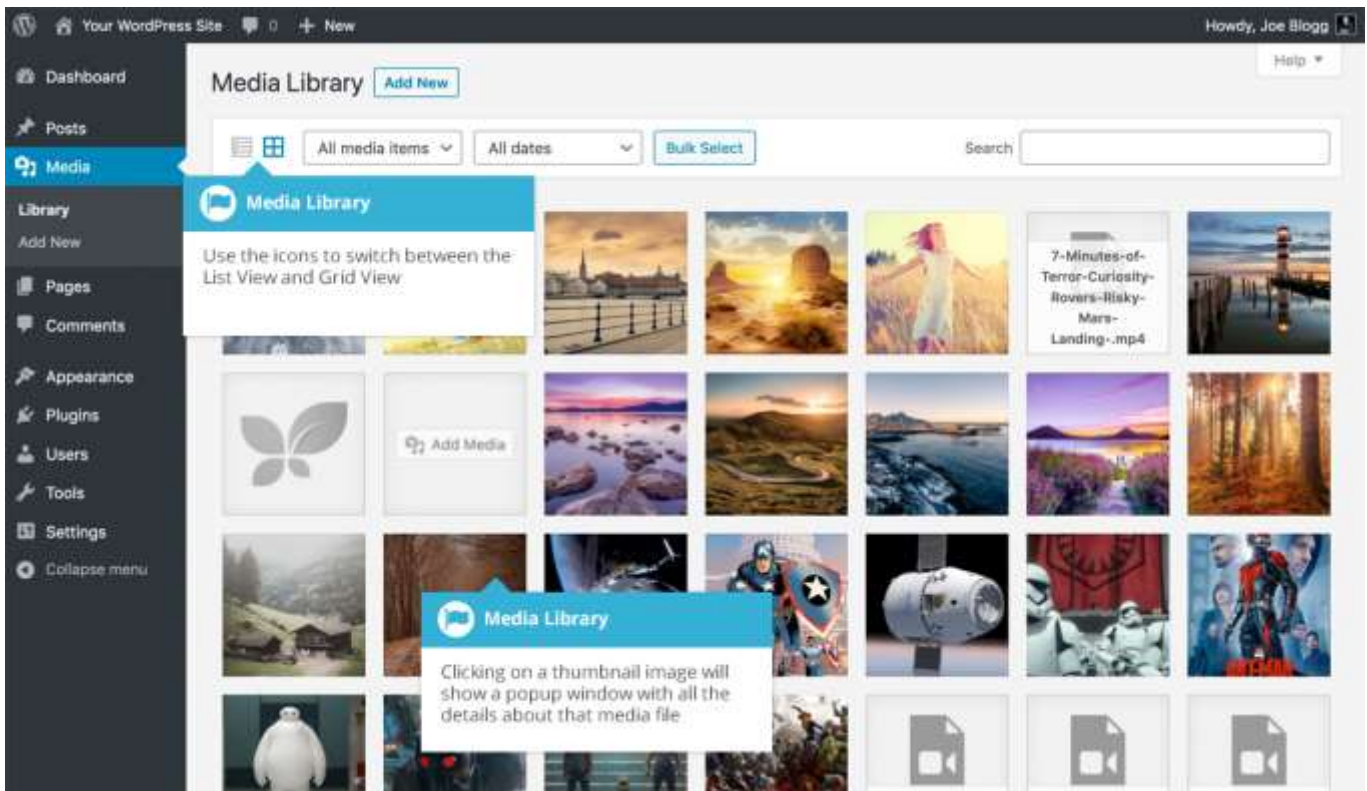 Your WordPress Site 0 + New
Howdy, Joe Blogg
Help
Dashboard
Posts
Media
Library
Add New
Pages
Comments
Appearance
Plugins
Users
Tools
Settings
Collapse menu
Media Library Add New
All media items All dates Bulk Select Search
Media Library
Use the icons to switch between the
List View and Grid View
7-Minutes-of-
Terror-Curiosity-
Rovers-Risky-
Mars-
Landing-.mp4
Add Media
ANT-MAN
Media Library
Clicking on a thumbnail image will
show a popup window with all the
details about that media file